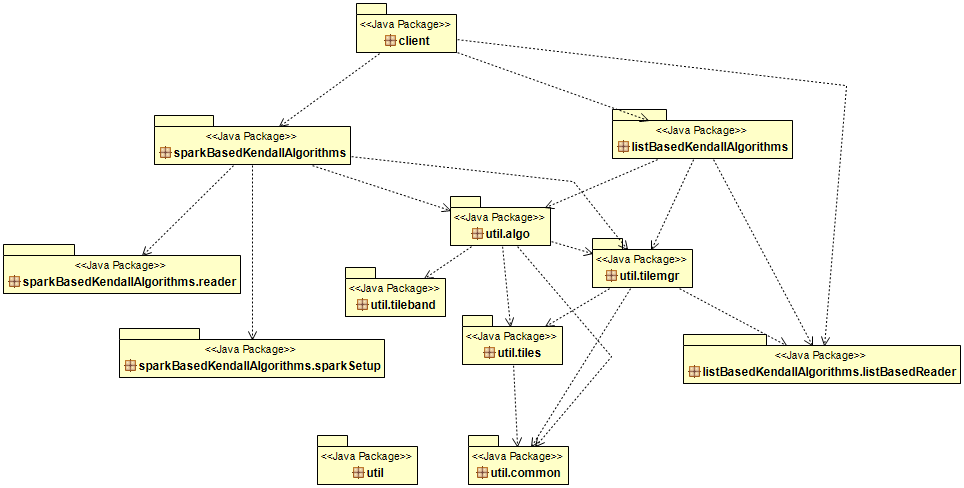 <<Java Package>>
client
<<Java Package>>
sparkBasedKendallAlgorithms
<<Java Package>>
listBasedKendallAlgorithms
<<Java Package>>
util.algo
<<Java Package>>
sparkBasedKendallAlgorithms.reader
<<Java Package>>
util.tilemgr
<<Java Package>>
util.tileband
<<Java Package>>
sparkBasedKendallAlgorithms.sparkSetup
<<Java Package>>
util.tiles
<<Java Package>>
listBasedKendallAlgorithms.listBasedReader
<<Java Package>>
util
<<Java Package>>
util.common